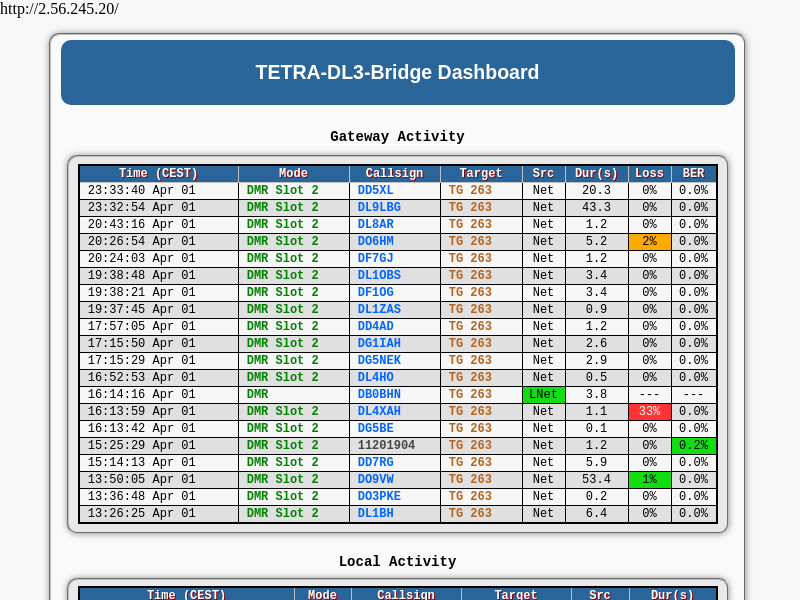 http://2.56.245.20/
TETRA-DL3-Bridge Dashboard
Gateway Activity
Time (CEST) Mode Callsign Target Src Dur(s) Loss BER
23:33:40 Apr 01 DMR Slot 2 DD5XL TG 263 Net 20.3 0% 0.0%
23:32:54 Apr 01 DMR Slot 2 DL9LBG TG 263 Net 43.3 0% 0.0%
20:43:16 Apr 01 DMR Slot 2 DL8AR TG 263 Net 1.2 0% 0.0%
20:26:54 Apr 01 DMR Slot 2 DO6HM TG 263 Net 5.2 2% 0.0%
20:24:03 Apr 01 DMR Slot 2 DF7GJ TG 263 Net 1.2 0% 0.0%
19:38:48 Apr 01 DMR Slot 2 DL1OBS TG 263 Net 3.4 0% 0.0%
19:38:21 Apr 01 DMR Slot 2 DF1OG TG 263 Net 3.4 0% 0.0%
19:37:45 Apr 01 DMR Slot 2 DL1ZAS TG 263 Net 0.9 0% 0.0%
17:57:05 Apr 01 DMR Slot 2 DD4AD TG 263 Net 1.2 0% 0.0%
17:15:50 Apr 01 DMR Slot 2 DG1IAH TG 263 Net 2.6 0% 0.0%
17:15:29 Apr 01 DMR Slot 2 DG5NEK TG 263 Net 2.9 0% 0.0%
16:52:53 Apr 01 DMR Slot 2 DL4HO TG 263 Net 0.5 0% 0.0%
16:14:16 Apr 01 DMR DB0BHN TG 263 LNet 3.8 --- ---
16:13:59 Apr 01 DMR Slot 2 DL4XAH TG 263 Net 1.1 33% 0.0%
16:13:42 Apr 01 DMR Slot 2 DG5BE TG 263 Net 0.1 0% 0.0%
15:25:29 Apr 01 DMR Slot 2 11201904 TG 263 Net 1.2 0% 0.2%
15:14:13 Apr 01 DMR Slot 2 DD7RG TG 263 Net 5.9 0% 0.0%
13:50:05 Apr 01 DMR Slot 2 DO9VW TG 263 Net 53.4 1% 0.0%
13:36:48 Apr 01 DMR Slot 2 DO3PKE TG 263 Net 0.2 0% 0.0%
13:26:25 Apr 01 DMR Slot 2 DL1BH TG 263 Net 6.4 0% 0.0%
Local Activity
Time (CEST) Mode Callsign Target Src Dur(s)